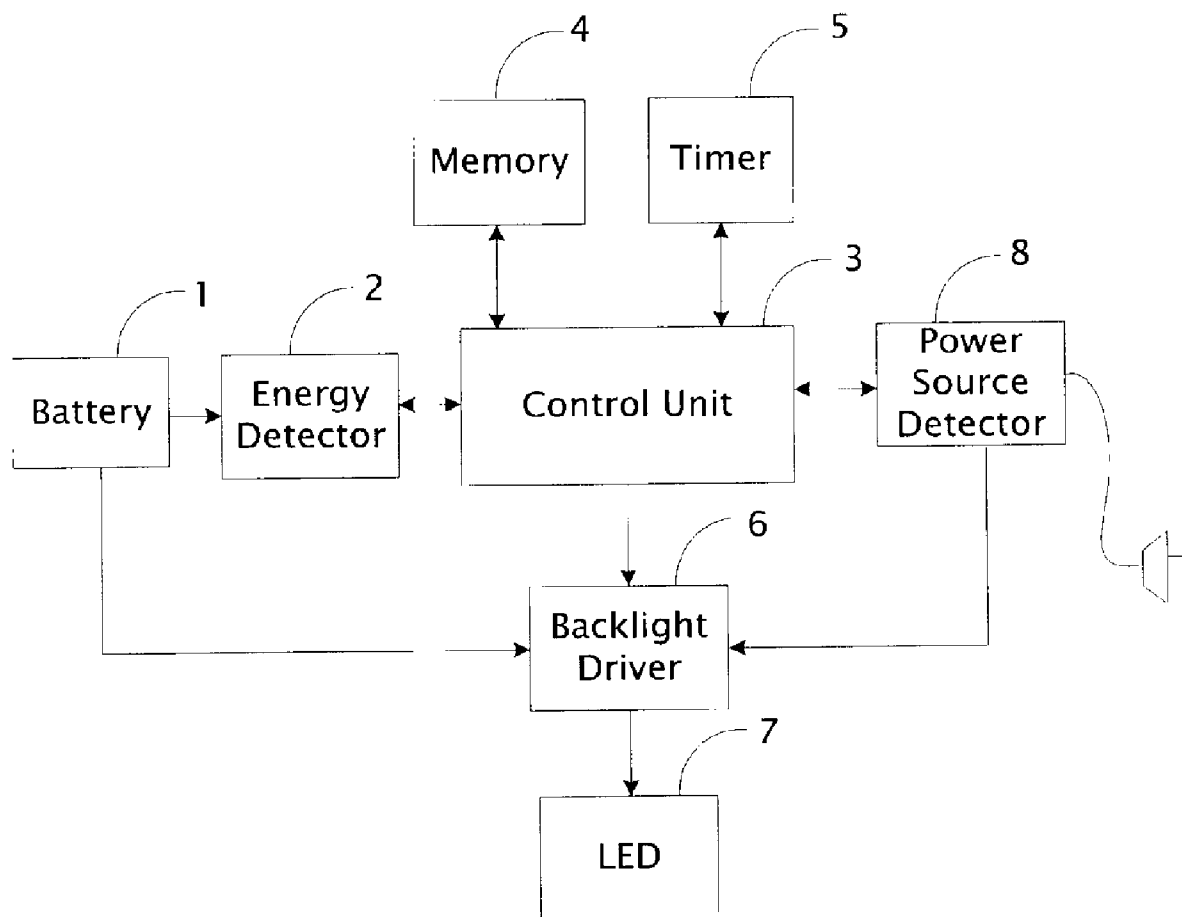 4
5
Memory
Timer
1
2
3
8
Battery
Energy
Detector
Control Unit
Power
Source
Detector
6
Backlight
Driver
7
LED